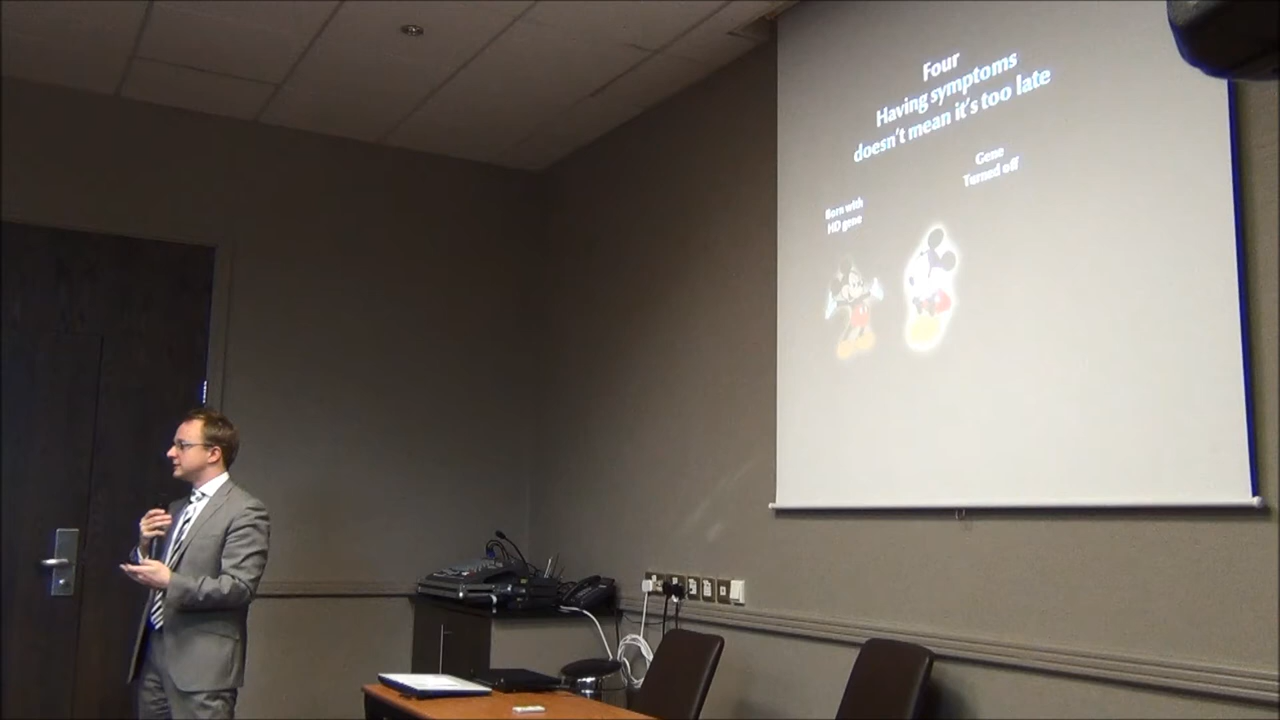 Four
Having symptoms
doesn't mean it's too late
Gene
Turned off
Born with
HD gene